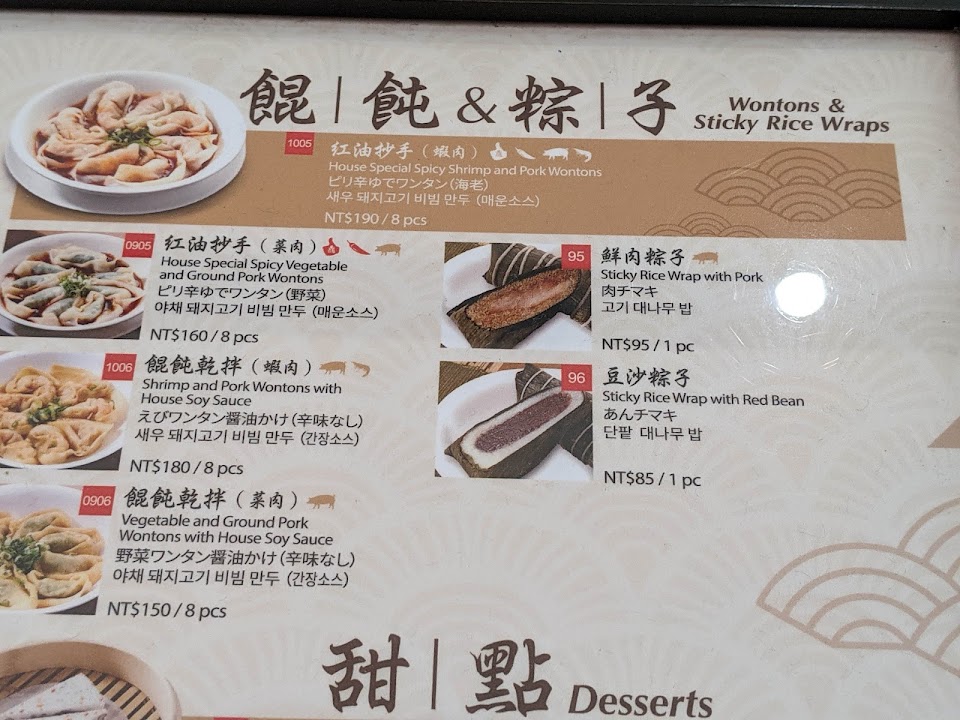 餛|飩&粽|子 Wontons &
Sticky Rice Wraps
1005
红油抄手（蝦肉）
House Special Spicy Shrimp and Pork Wontons
ピリ辛ゆでワンタン（海老）
새우 돼지고기 비빔 만두 (매운소스)
NT$190 / 8 pcs
0905
红油抄手（菜肉）
House Special Spicy Vegetable
and Ground Pork Wontons
ピリ辛ゆでワンタン（野菜）
야채 돼지고기 비빔 만두 (매운소스)
NT$160 / 8 pcs
1006
餛飩乾拌（蝦肉）
Shrimp and Pork Wontons with
House Soy Sauce
えびワンタン醤油かけ（辛味なし）
새우 돼지고기 비빔 만두 (간장소스)
NT$180 / 8 pcs
0906
餛飩乾拌（菜肉）
Vegetable and Ground Pork
Wontons with House Soy Sauce
野菜ワンタン醤油かけ（辛味なし）
야채 돼지고기 비빔 만두 (간장소스)
NT$150 / 8 pcs
95
鮮肉粽子
Sticky Rice Wrap with Pork
肉チマキ
고기 대나무 밥
NT$95 / 1 pc
96
豆沙粽子
Sticky Rice Wrap with Red Bean
あんチマキ
단팥 대나무 밥
NT$85 / 1 pc
甜|點 Desserts